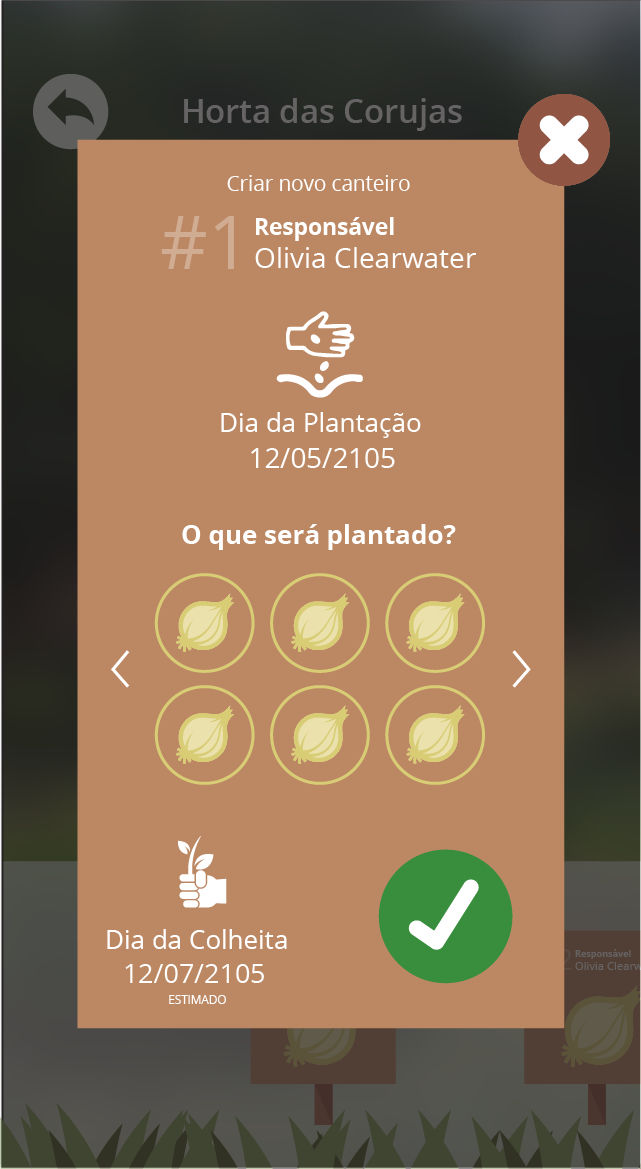 Horta das Corujas
Criar novo canteiro
#1
Responsável
Olivia Clearwater
Dia da Plantação
12/05/2105
O que será plantado?
Dia da Colheita
12/07/2105
ESTIMADO
Responsável
Olivia Clearw